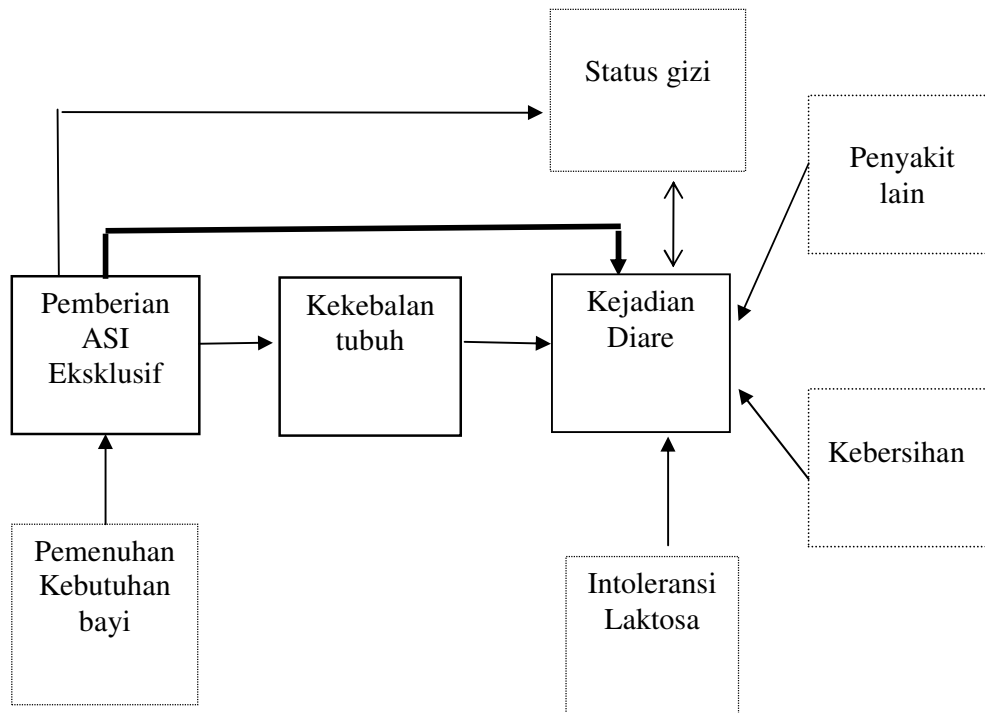 Status gizi
Penyakit
lain
Pemberian
ASI
Eksklusif
Kekebalan
tubuh
Kejadian
Diare
Kebersihan
Pemenuhan
Kebutuhan
bayi
Intoleransi
Laktosa